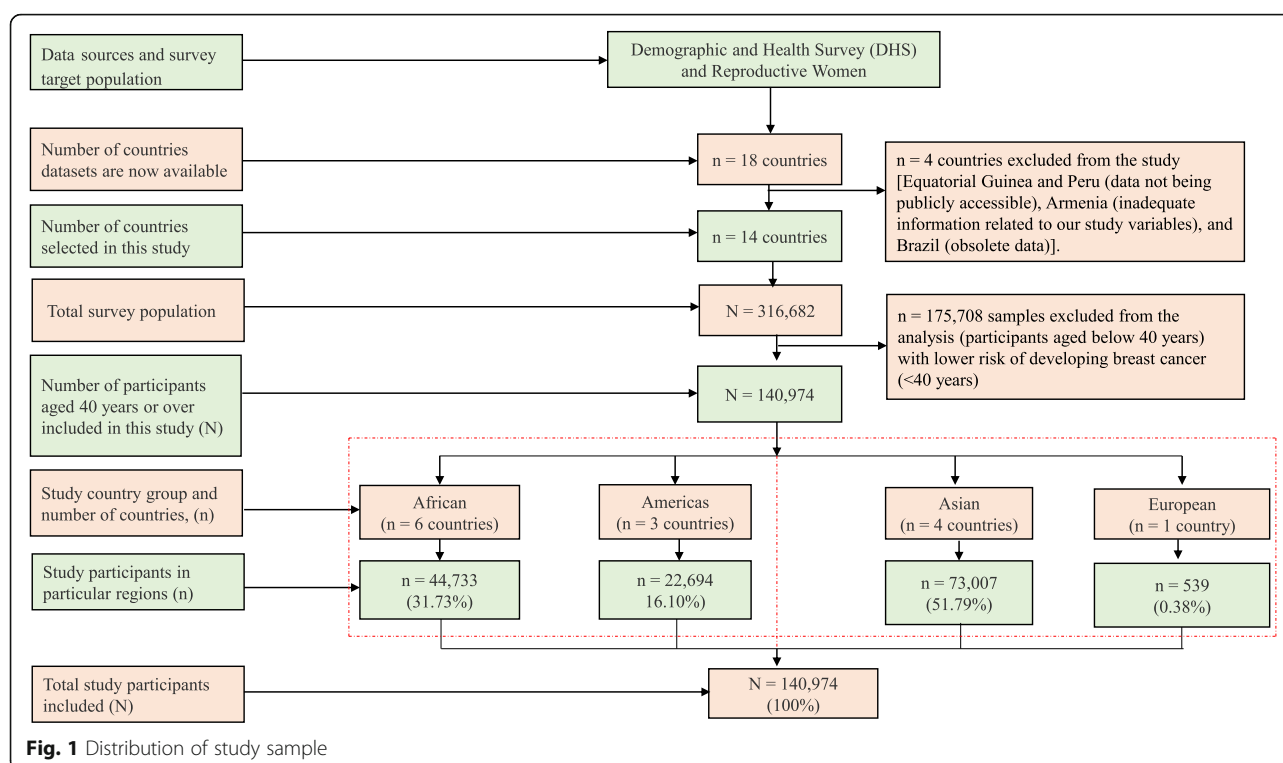 Data sources and survey
target population
Demographic and Health Survey (DHS)
and Reproductive Women
Number of countries
datasets are now available
n = 18 countries
n = 4 countries excluded from the study
[Equatorial Guinea and Peru (data not being
publicly accessible), Armenia (inadequate
information related to our study variables), and
Brazil (obsolete data)].
Number of countries
selected in this study
n = 14 countries
Total survey population
N = 316,682
n = 175,708 samples excluded from the
analysis (participants aged below 40 years)
with lower risk of developing breast cancer
(<40 years)
Number of participants
aged 40 years or over
included in this study (N)
N = 140,974
Study country group and
number of countries, (n)
African
(n = 6 countries)
Americas
(n = 3 countries)
Asian
(n = 4 countries)
European
(n = 1 country)
Study participants in
particular regions (n)
n = 44,733
(31.73%)
n = 22,694
16.10%)
n = 73,007
(51.79%)
n = 539
(0.38%)
Total study participants
included (N)
N = 140,974
(100%)
Fig. 1 Distribution of study sample